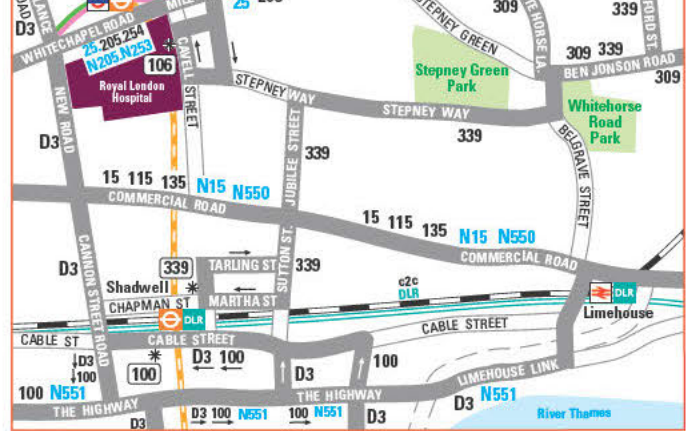 D3
WHITECHAPEL ROAD
MILE
25
25.205.254
N205.N253
106
Royal London
Hospital
CAVELL STREET
STEPNEY GREEN
309
339
309 339
BEN JONSON ROAD
309
Stepney Green
Park
Whitehorse
Road
Park
STEPNEY WAY
STEPNEY WAY
339
NEW ROAD
D3
JUBILEE STREET
339
BELGRAVE STREET
15 115 135 N15 N550
COMMERCIAL ROAD
15 115 135 N15 N550
COMMERCIAL ROAD
CANNON STREET ROAD
D3
339
TARLING ST
SUTTON ST.
339
Shadwell
MARTHA ST
CHAPMAN ST
c2c
DLR
DLR
DLR
Limehouse
CABLE ST
CABLE STREET
CABLE STREET
D3
100
D3 100
100
100
D3
LIMEHOUSE LINK
100 N551
THE HIGHWAY
THE HIGHWAY
D3 N551
D3
D3 100 N551
100 N551
D3
River Thames